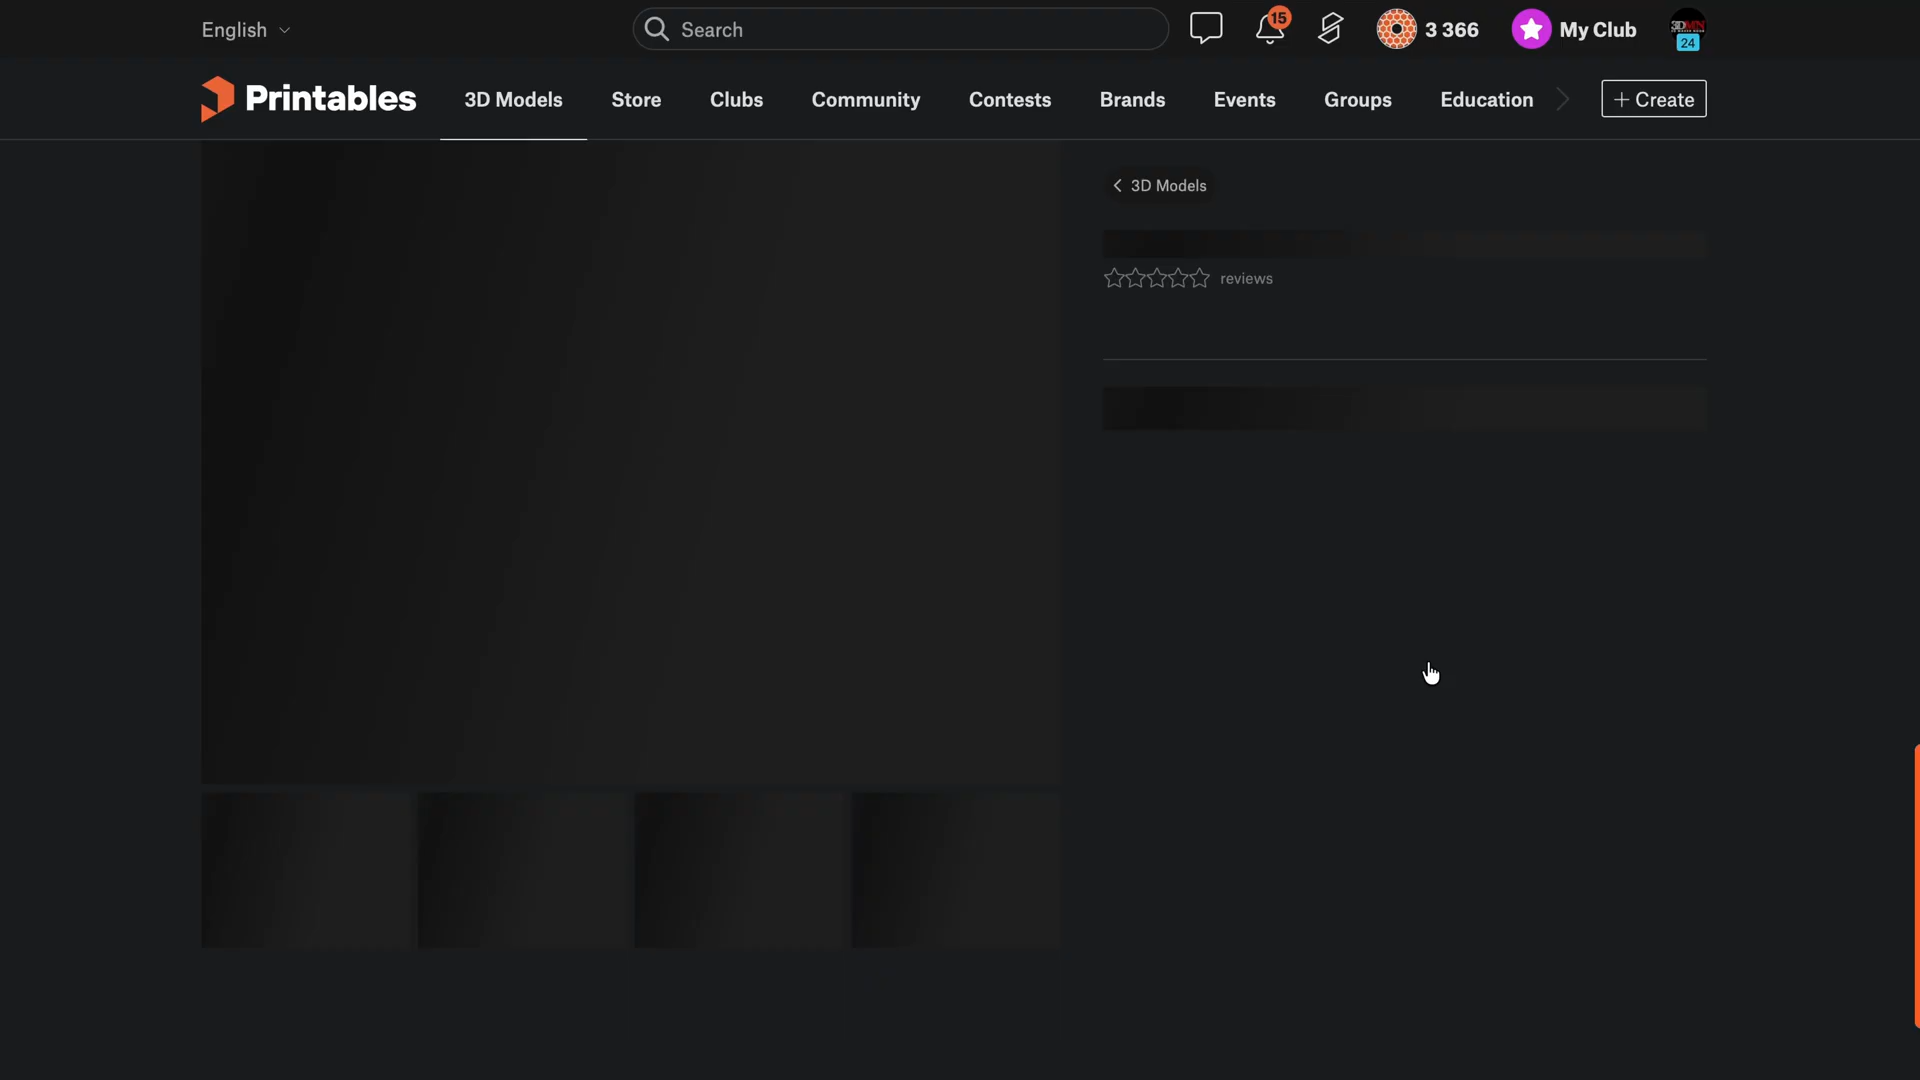 English
Search
15
3 366
My Club
3DMN
24
Printables
3D Models
Store
Clubs
Community
Contests
Brands
Events
Groups
Education
+ Create
3D Models
reviews